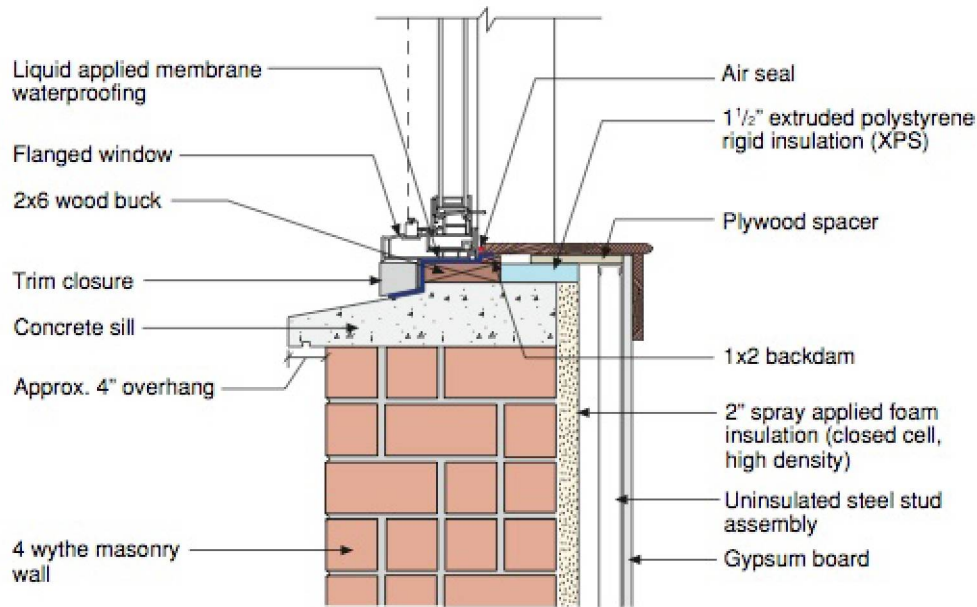 Liquid applied membrane
waterproofing
Flanged window
2x6 wood buck
Trim closure
Concrete sill
Approx. 4” overhang
4 wythe masonry
wall
Air seal
1 1/2” extruded polystyrene
rigid insulation (XPS)
Plywood spacer
1x2 backdam
2” spray applied foam
insulation (closed cell,
high density)
Uninsulated steel stud
assembly
Gypsum board